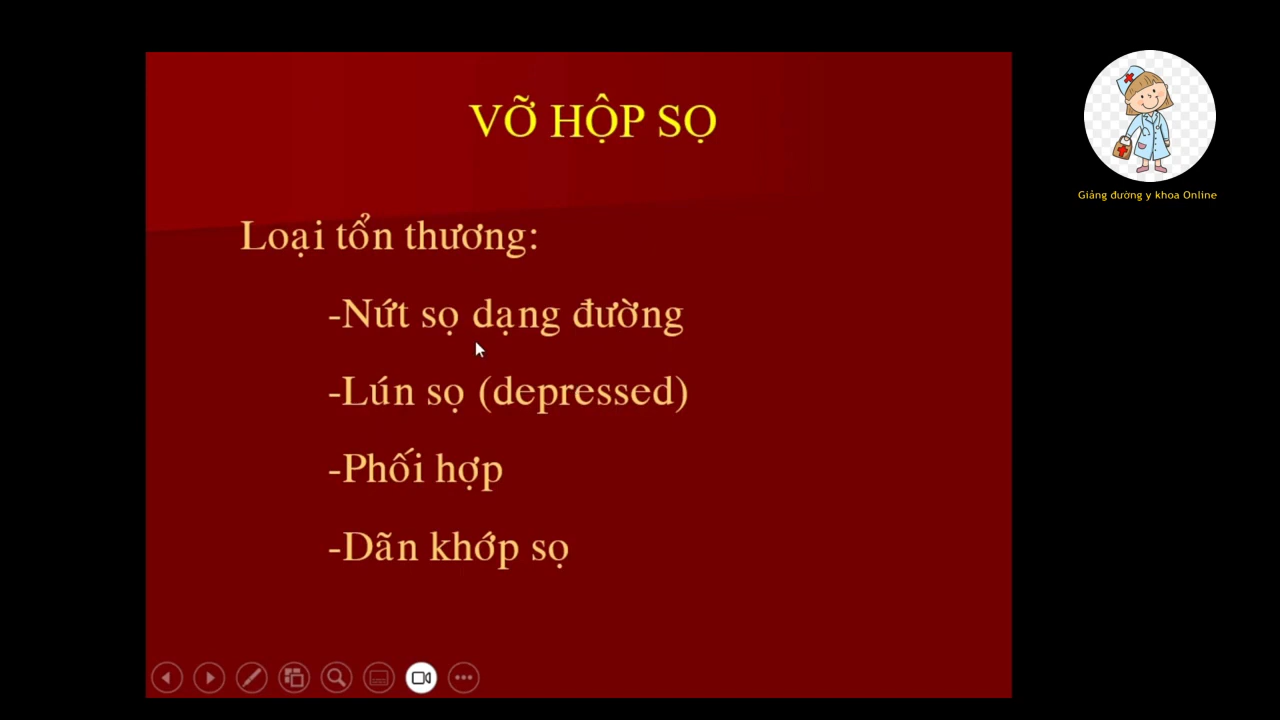 VỠ HỘP SỌ
Giảng đường y khoa Online
Loại tổn thương:
-Nứt sọ dạng đường
-Lún sọ (depressed)
-Phối hợp
-Dãn khớp sọ